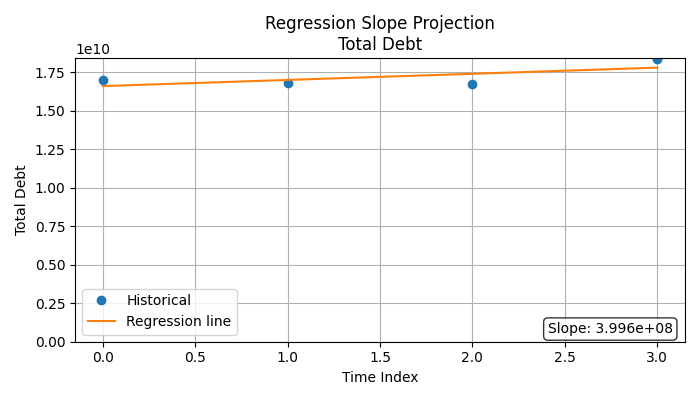 Regression Slope Projection
Total Debt
1e10
1.75
1.50
1.25
1.00
0.75
0.50
0.25
0.00
Total Debt
Historical
Regression line
Slope: 3.996e+08
0.0 0.5 1.0 1.5 2.0 2.5 3.0
Time Index